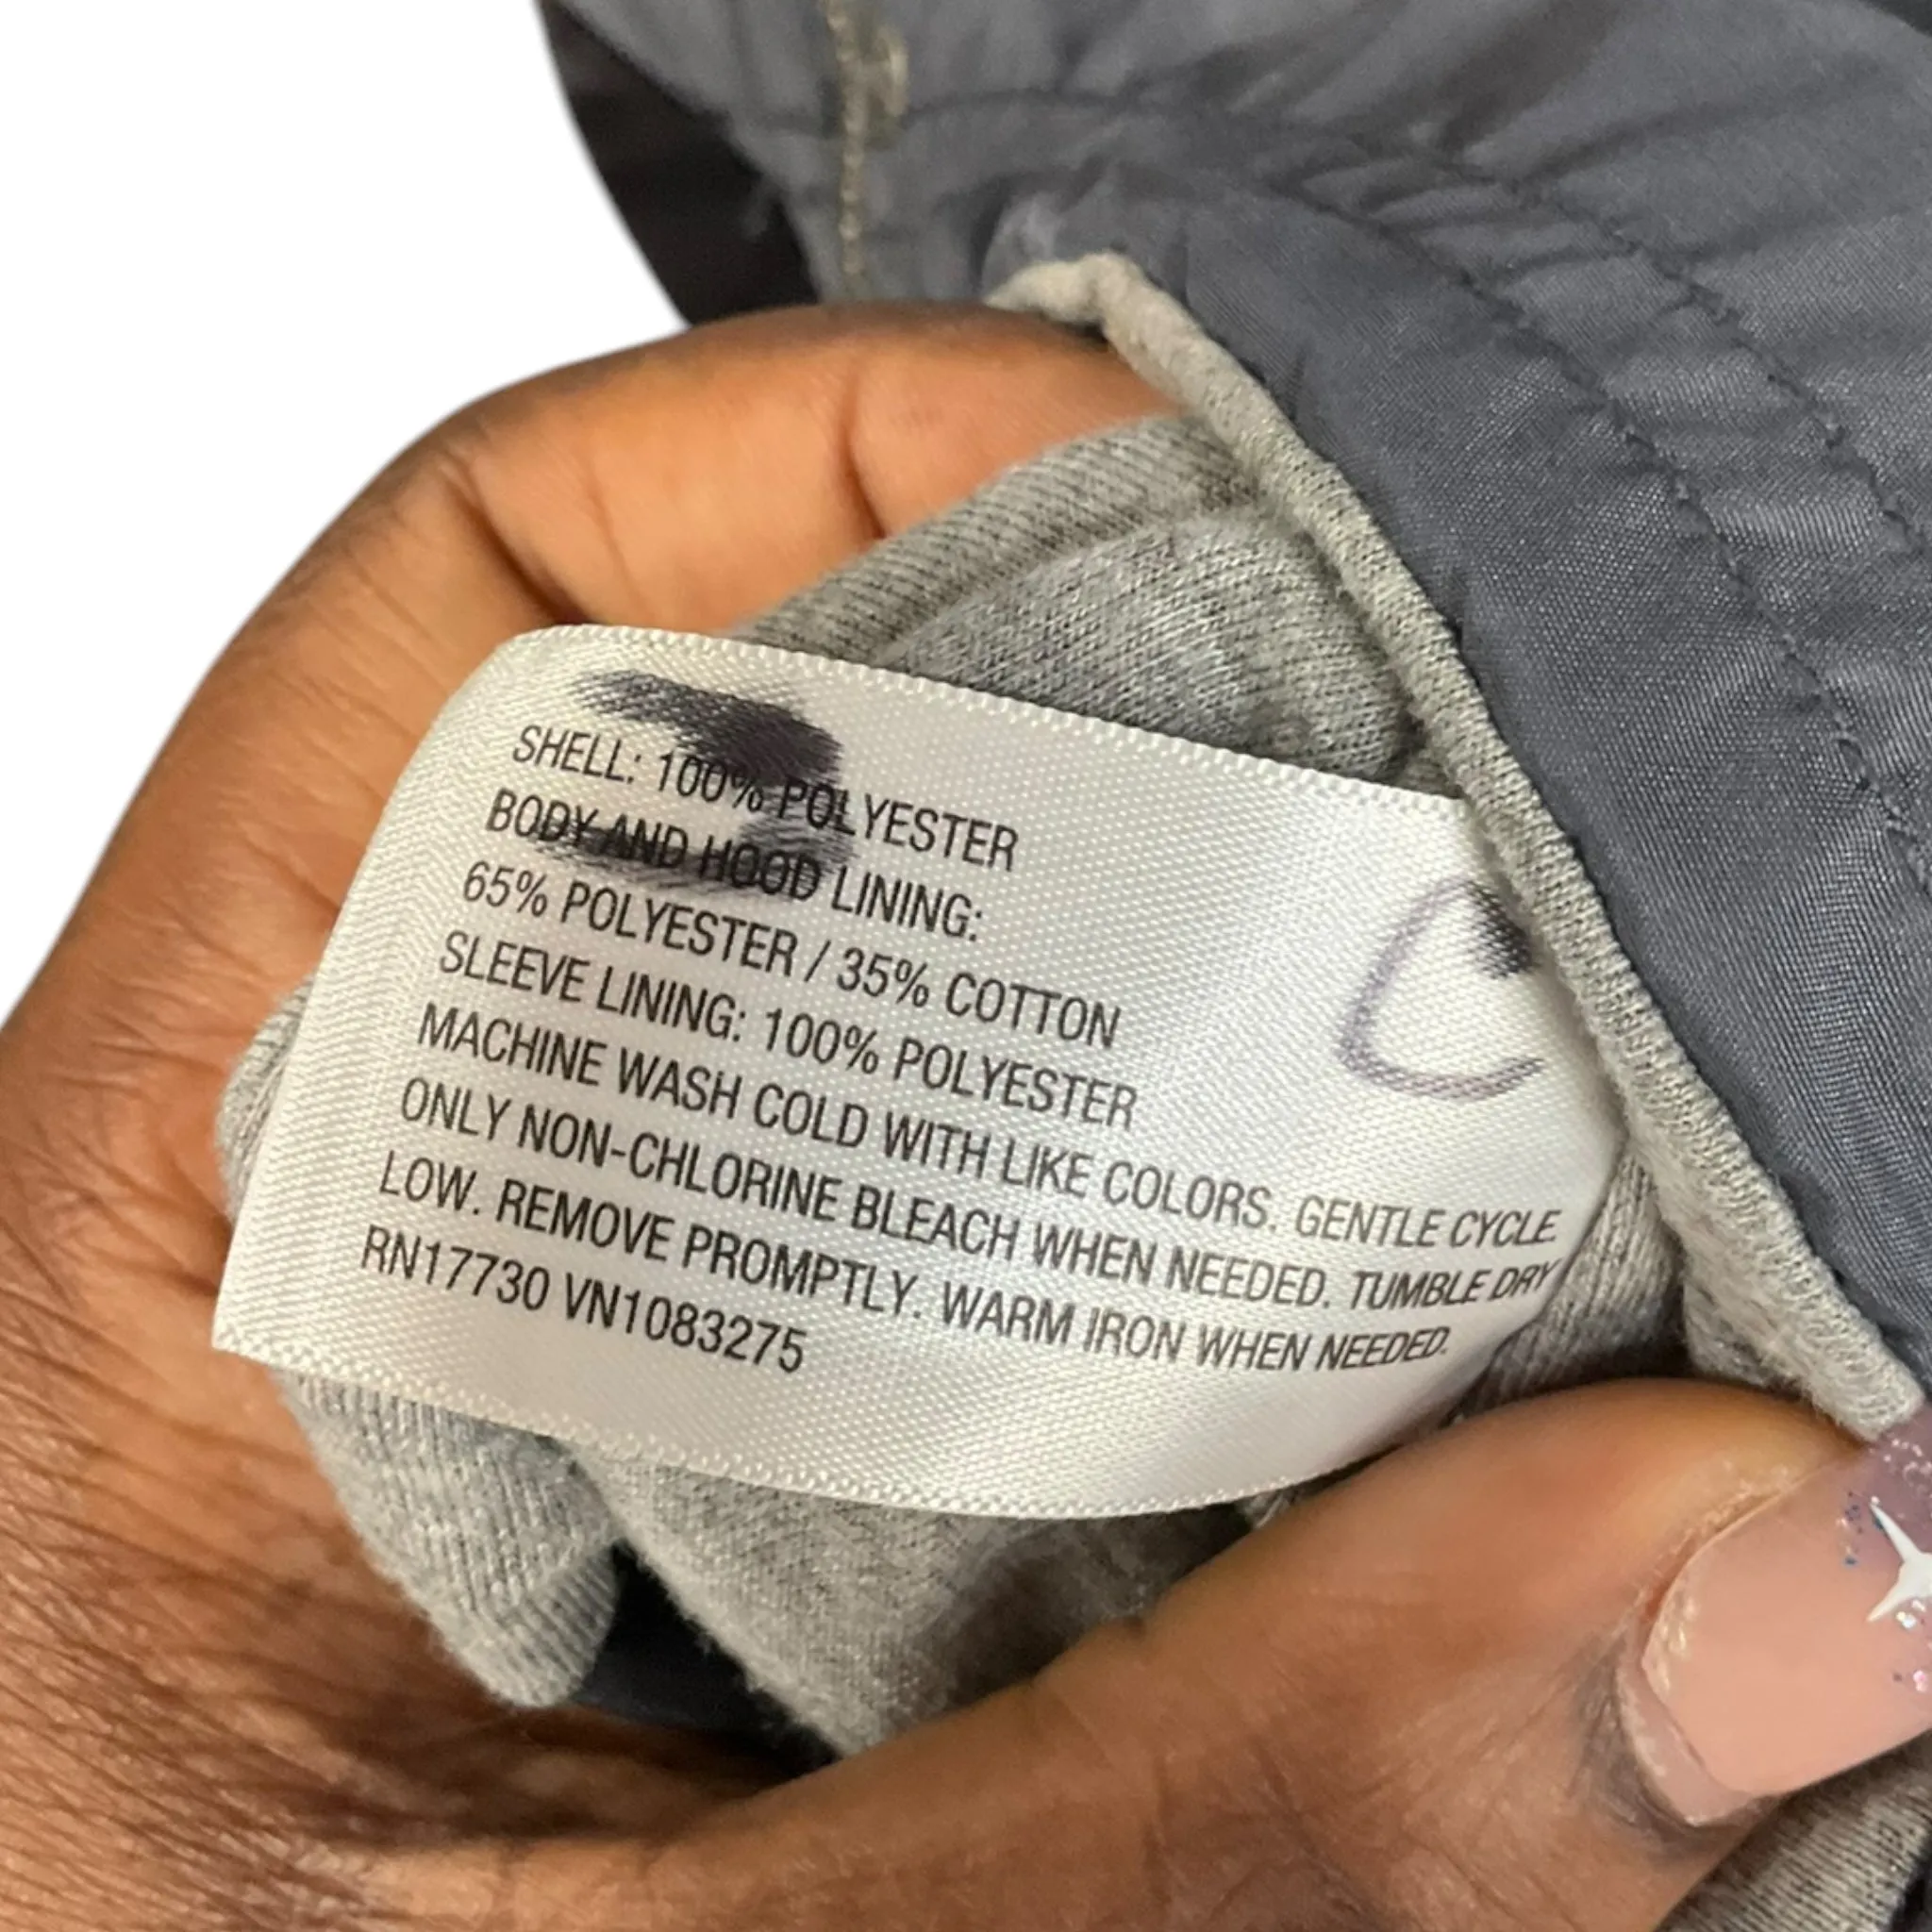 SHELL: 100% POLYESTER
BODY AND HOOD LINING:
65% POLYESTER / 35% COTTON
SLEEVE LINING: 100% POLYESTER
MACHINE WASH COLD WITH LIKE COLORS. GENTLE CYCLE
ONLY NON-CHLORINE BLEACH WHEN NEEDED. TUMBLE DRY
LOW. REMOVE PROMPTLY. WARM IRON WHEN NEEDED.
RN17730 VN1083275
C